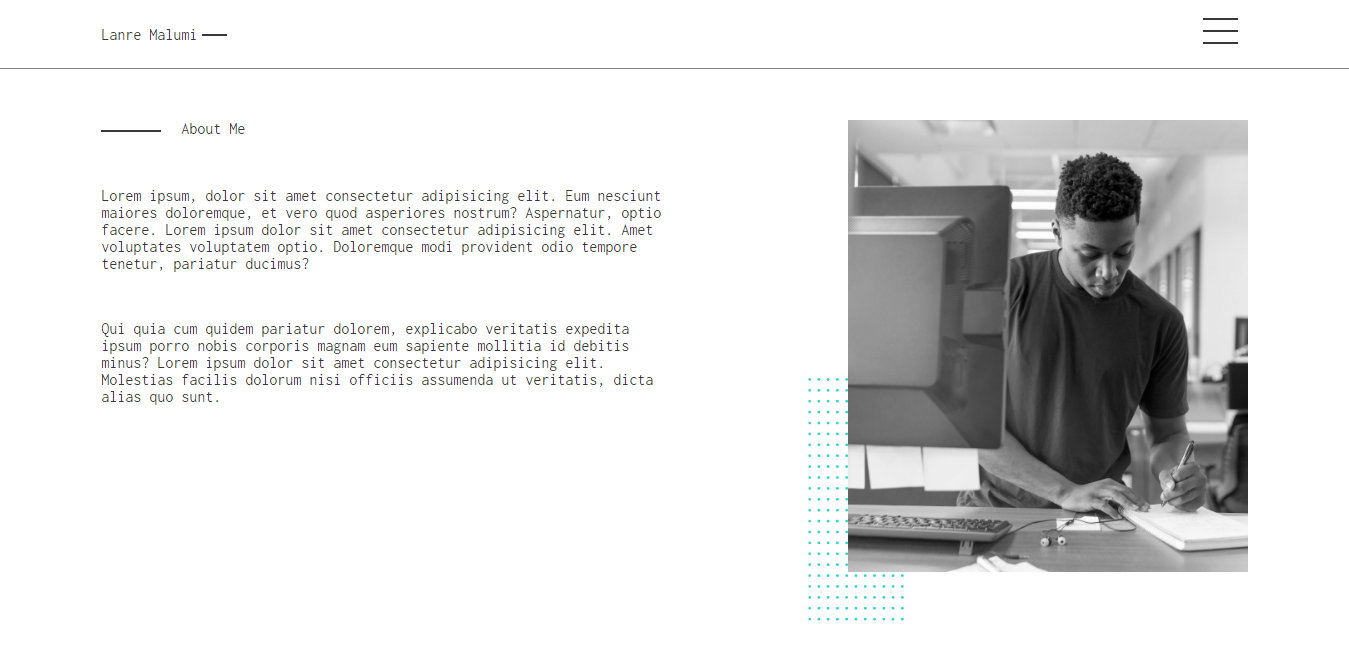 Lanre Malumi
About Me
Lorem ipsum, dolor sit amet consectetur adipisicing elit. Eum nesciunt
maiores doloremque, et vero quod asperiores nostrum? Aspernatur, optio
facere. Lorem ipsum dolor sit amet consectetur adipisicing elit. Amet
voluptates voluptatem optio. Doloremque modi provident odio tempore
tenetur, pariatur ducimus?
Qui quia cum quidem pariatur dolorem, explicabo veritatis expedita
ipsum porro nobis corporis magnam eum sapiente mollitia id debitis
minus? Lorem ipsum dolor sit amet consectetur adipisicing elit.
Molestias facilis dolorum nisi officiis assumenda ut veritatis, dicta
alias quo sunt.